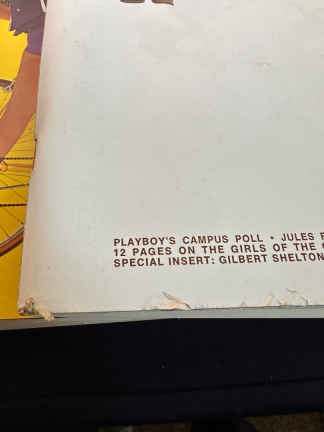 PLAYBOY'S CAMPUS POLL • JULES
12 PAGES ON THE GIRLS OF THE
SPECIAL INSERT: GILBERT SHELTON